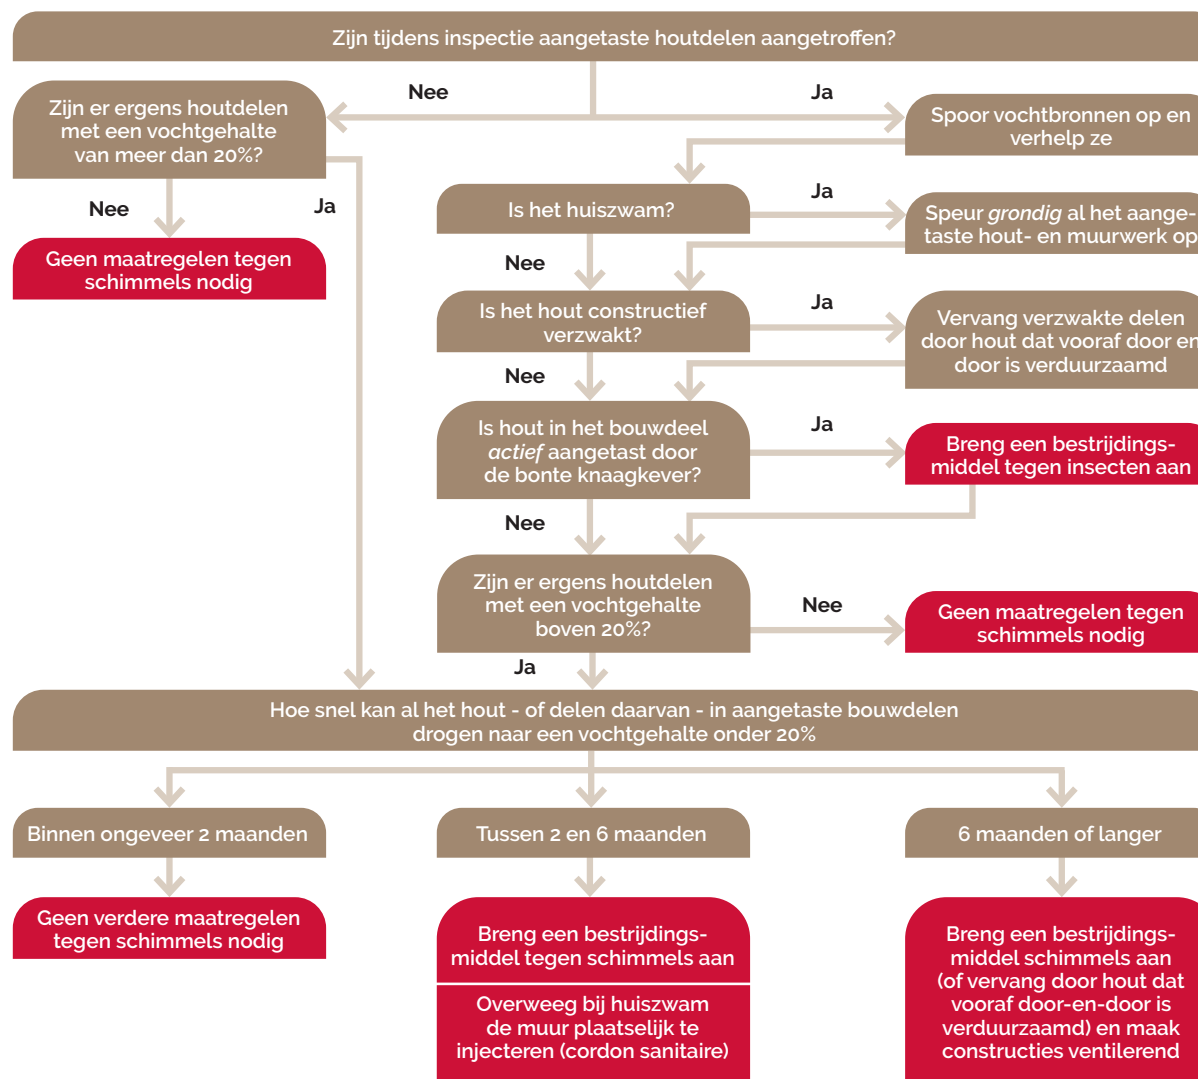 Zijn tijdens inspectie aangetaste houtdelen aangetroffen?
Nee
Ja
Zijn er ergens houtdelen
met een vochtgehalte
van meer dan 20%?
Spoor vochtbronnen op en
verhelp ze
Nee
Ja
Is het huiszwam?
Ja
Speur grondig al het aange-
taste hout- en muurwerk op
Geen maatregelen tegen
schimmels nodig
Nee
Is het hout constructief
verzwakt?
Ja
Vervang verzwakte delen
door hout dat vooraf door en
door is verduurzaamd
Nee
Is hout in het bouwdeel
actief aangetast door
de bonte knaagkever?
Ja
Breng een bestrijdings-
middel tegen insecten aan
Nee
Zijn er ergens houtdelen
met een vochtgehalte
boven 20%?
Nee
Geen maatregelen tegen
schimmels nodig
Ja
Hoe snel kan al het hout - of delen daarvan - in aangetaste bouwdelen
drogen naar een vochtgehalte onder 20%
Binnen ongeveer 2 maanden
Tussen 2 en 6 maanden
6 maanden of langer
Geen verdere maatregelen
tegen schimmels nodig
Breng een bestrijdings-
middel tegen schimmels aan
Overweeg bij huiszwam
de muur plaatselijk te
injecteren (cordon sanitaire)
Breng een bestrijdings-
middel schimmels aan
(of vervang door hout dat
vooraf door-en-door is
verduurzaamd) en maak
constructies ventilerend